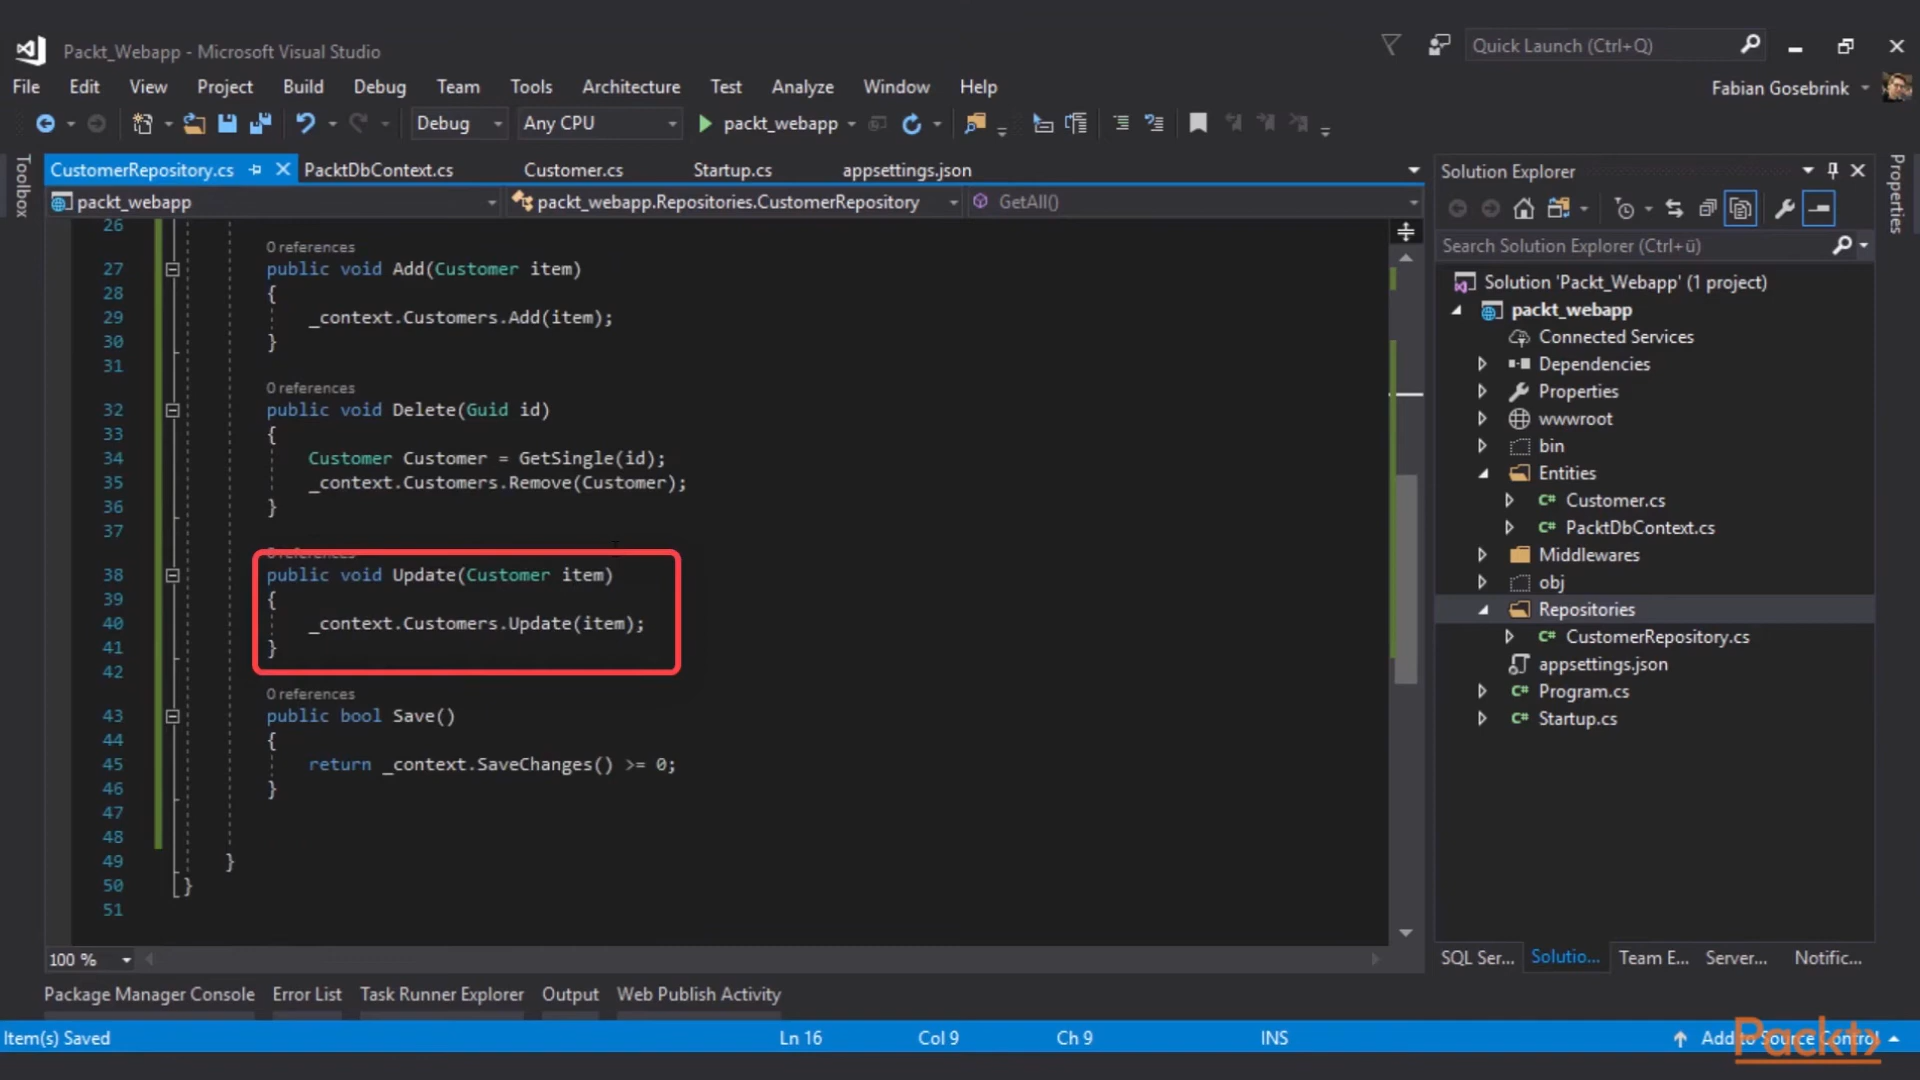 Packt_Webapp - Microsoft Visual Studio
Quick Launch (Ctrl+Q)
File Edit View Project Build Debug Team Tools Architecture Test Analyze Window Help
Fabian Gosebrink
Debug Any CPU packt_webapp
Toolbox
CustomerRepository.cs PacktDbContext.cs Customer.cs Startup.cs appsettings.json
packt_webapp packt_webapp.Repositories.CustomerRepository GetAll()
26
0 references
27 public void Add(Customer item)
28 {
29 _context.Customers.Add(item);
30 }
31
0 references
32 public void Delete(Guid id)
33 {
34 Customer Customer = GetSingle(id);
35 _context.Customers.Remove(Customer);
36 }
37
0 references
38 public void Update(Customer item)
39 {
40 _context.Customers.Update(item);
41 }
42
0 references
43 public bool Save()
44 {
45 return _context.SaveChanges() >= 0;
46 }
47
48
49 }
50 }
51
100 %
Solution Explorer
Properties
Search Solution Explorer (Ctrl+ü)
Solution 'Packt_Webapp' (1 project)
packt_webapp
Connected Services
Dependencies
Properties
wwwroot
bin
Entities
C# Customer.cs
C# PacktDbContext.cs
Middlewares
obj
Repositories
C# CustomerRepository.cs
appsettings.json
C# Program.cs
C# Startup.cs
SQL Ser... Solutio... Team E... Server... Notific...
Package Manager Console Error List Task Runner Explorer Output Web Publish Activity
Item(s) Saved Ln 16 Col 9 Ch 9 INS Add to Source Control
Packt